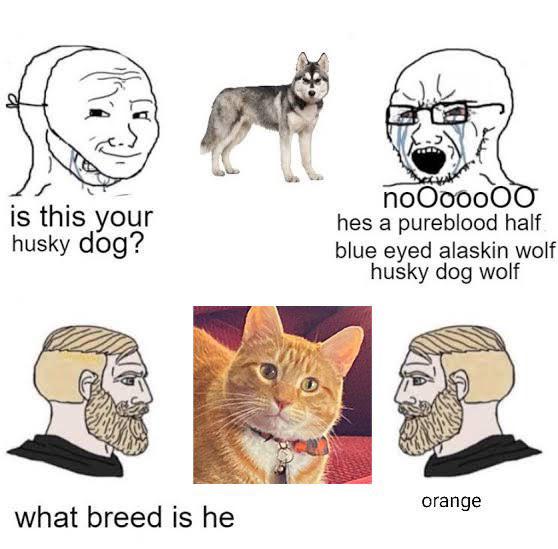 is this your
husky dog?
noOoooOO
hes a pureblood half
blue eyed alaskin wolf
husky dog wolf
what breed is he
orange